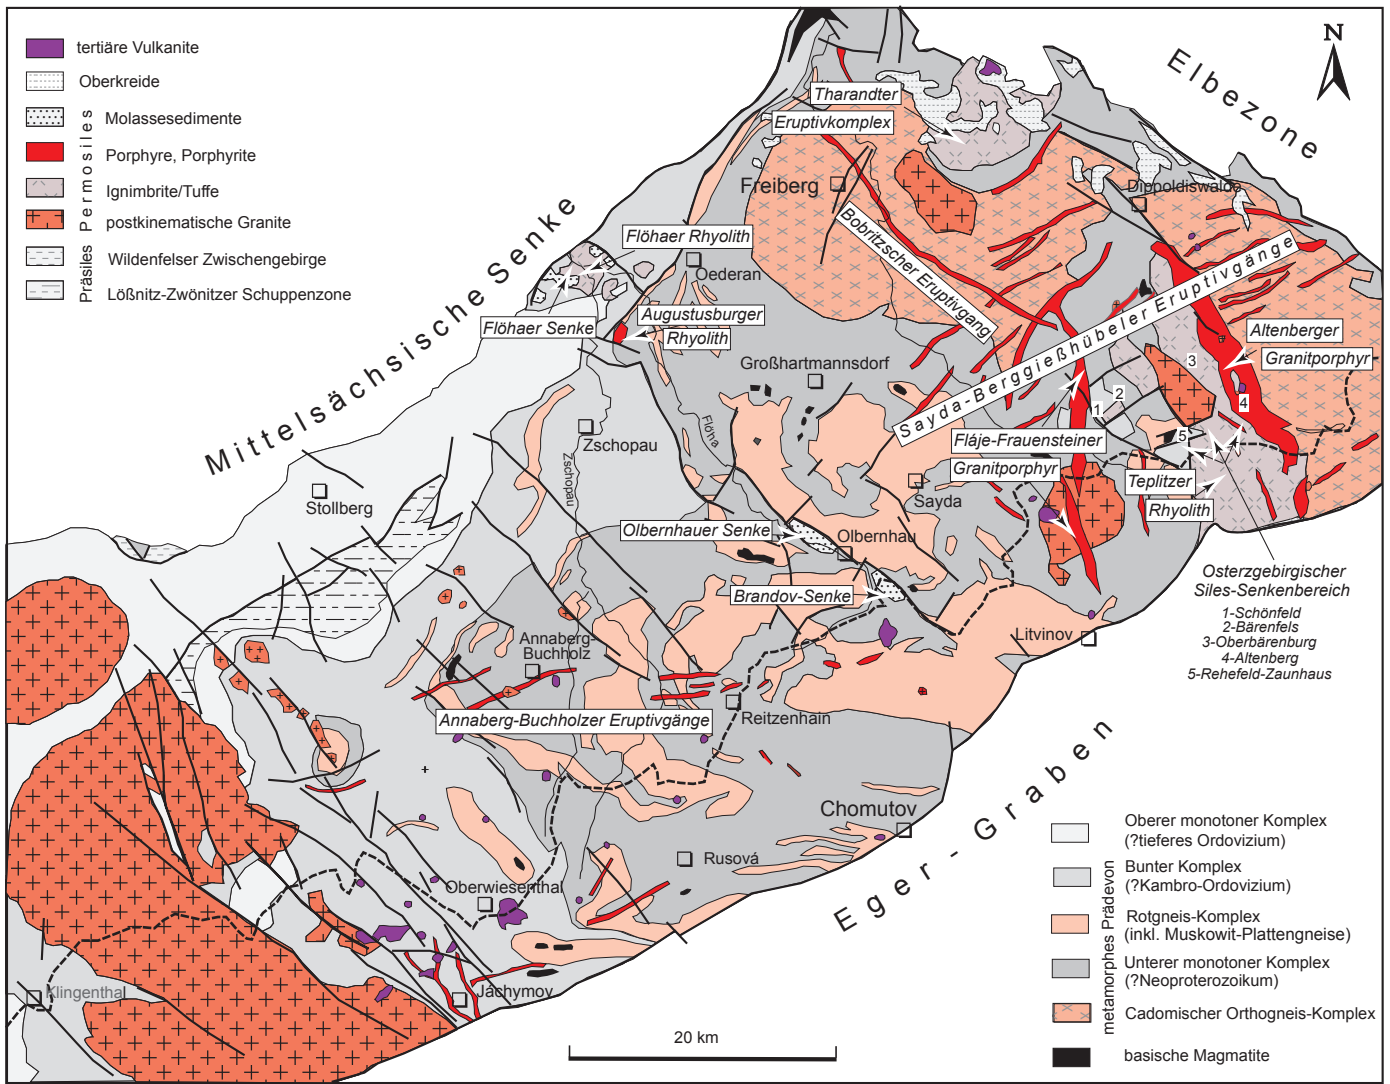 tertiäre Vulkanite
Oberkreide
Molassesedimente
Porphyre, Porphyrite
Ignimbrite/Tuffe
postkinematische Granite
Permosiles
Wildenfelser Zwischengebirge
Lößnitz-Zwönitzer Schuppenzone
Präsiles
N
Elbezone
Mittelsächsische Senke
Eger-Graben
Tharandter
Eruptivkomplex
Freiberg
Dippoldiswalde
Bobritzscher Eruptivgang
Flöhaer Rhyolith
Oederan
Flöhaer Senke
Augustusburger
Rhyolith
Großhartmannsdorf
Sayda-Berggießhübeler Eruptivgänge
Altenberger
Granitporphyr
3
2
1
4
5
Fláje-Frauensteiner
Granitporphyr
Teplitzer
Rhyolith
Zschopau
Zschopau
Flöha
Stollberg
Sayda
Olbernhauer Senke
Olbernhau
Brandov-Senke
Osterzgebirgischer
Siles-Senkenbereich
1-Schönfeld
2-Bärenfels
3-Oberbärenburg
4-Altenberg
5-Rehefeld-Zaunhaus
Litvinov
Annaberg-
Buchholz
Annaberg-Buchholzer Eruptivgänge
Reitzenhain
Chomutov
Rusová
Oberwiesenthal
Jáchymov
Klingenthal
20 km
Oberer monotoner Komplex
(?tieferes Ordovizium)
Bunter Komplex
(?Kambro-Ordovizium)
Rotgneis-Komplex
(inkl. Muskowit-Plattengneise)
Unterer monotoner Komplex
(?Neoproterozoikum)
Cadomischer Orthogneis-Komplex
metamorphes Prädevon
basische Magmatite